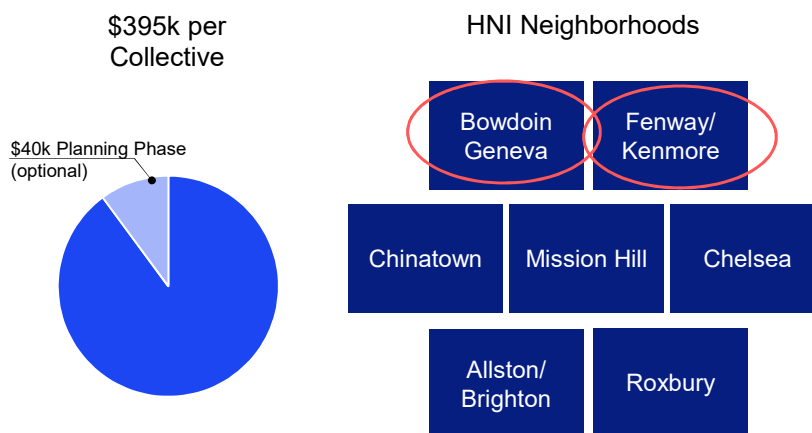 $395k per
Collective
$40k Planning Phase
(optional)
HNI Neighborhoods
Bowdoin
Geneva
Fenway/
Kenmore
Chinatown
Mission Hill
Chelsea
Allston/
Brighton
Roxbury